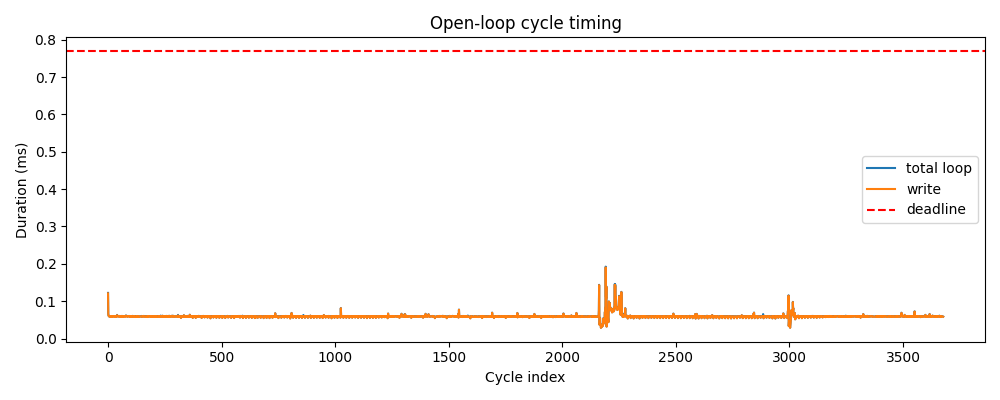 Open-loop cycle timing
Duration (ms)
0.8
0.7
0.6
0.5
0.4
0.3
0.2
0.1
0.0
total loop
write
deadline
0
500
1000
1500
2000
2500
3000
3500
Cycle index